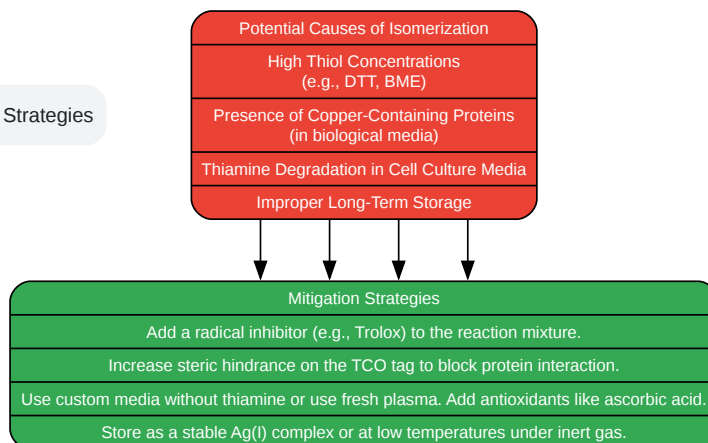 Potential Causes of Isomerization
High Thiol Concentrations
(e.g., DTT, BME)
Strategies
Presence of Copper-Containing Proteins
(in biological media)
Thiamine Degradation in Cell Culture Media
Improper Long-Term Storage
Mitigation Strategies
Add a radical inhibitor (e.g., Trolox) to the reaction mixture.
Increase steric hindrance on the TCO tag to block protein interaction.
Use custom media without thiamine or use fresh plasma. Add antioxidants like ascorbic acid.
Store as a stable Ag(I) complex or at low temperatures under inert gas.